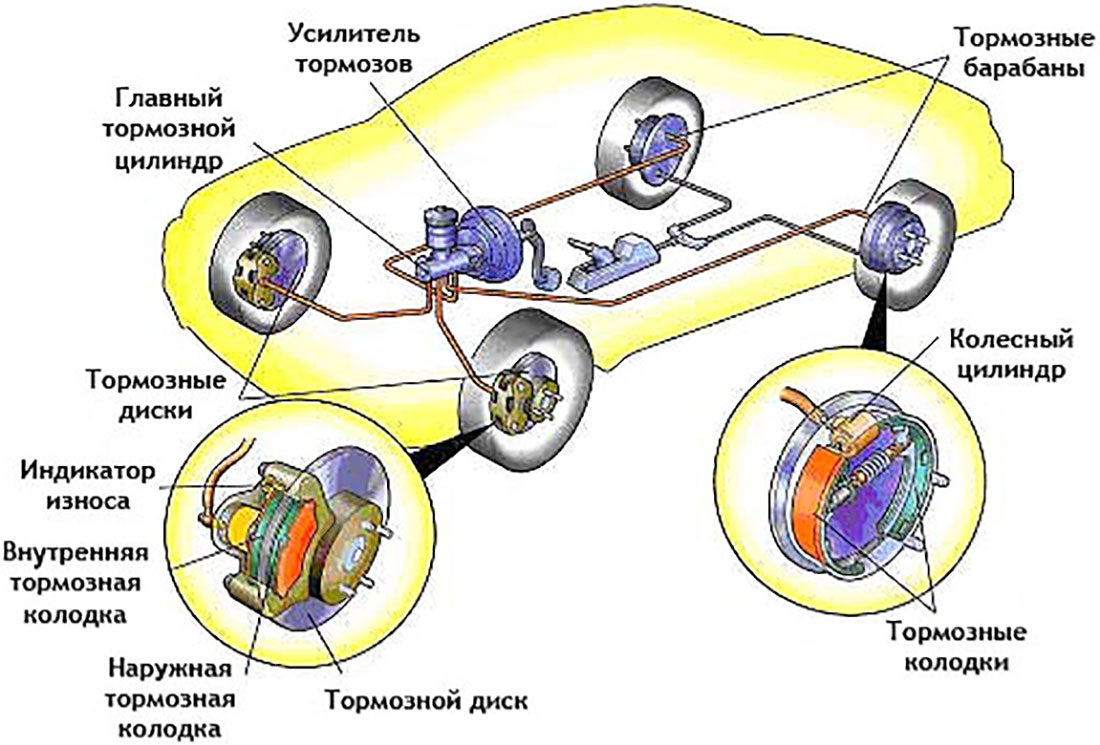 Усилитель
тормозов
Тормозные
барабаны
Главный
тормозной
цилиндр
Тормозные
диски
Колесный
цилиндр
Индикатор
износа
Внутренняя
тормозная
колодка
Наружная
тормозная
колодка
Тормозной диск
Тормозные
колодки